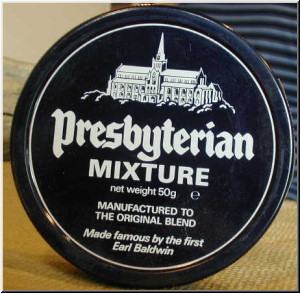 Presbyterian
MIXTURE
net weight 50g e
MANUFACTURED TO
THE ORIGINAL BLEND
Made famous by the first
Earl Baldwin